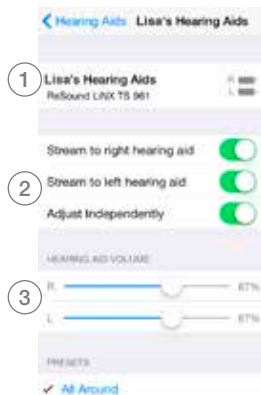 Hearing Aids Lisa's Hearing Aids
1
Lisa's Hearing Aids R
ReSound LiNX TS 961 L
Stream to right hearing aid
2
Stream to left hearing aid
Adjust Independently
HEARING AID VOLUME
3
R 67%
L 67%
PRESETS
All Around